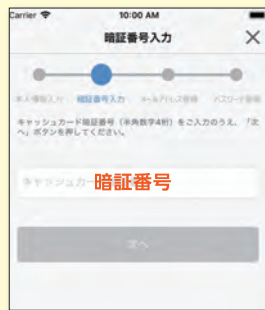 Carrier 10:00 AM
暗証番号入力
本人情報入力 暗証番号入力 メールアドレス登録 パスワード登録
キャッシュカード暗証番号（半角数字4桁）をご入力のうえ、「次
へ」ボタンを押してください。
キャッシュカー 暗証番号
次へ